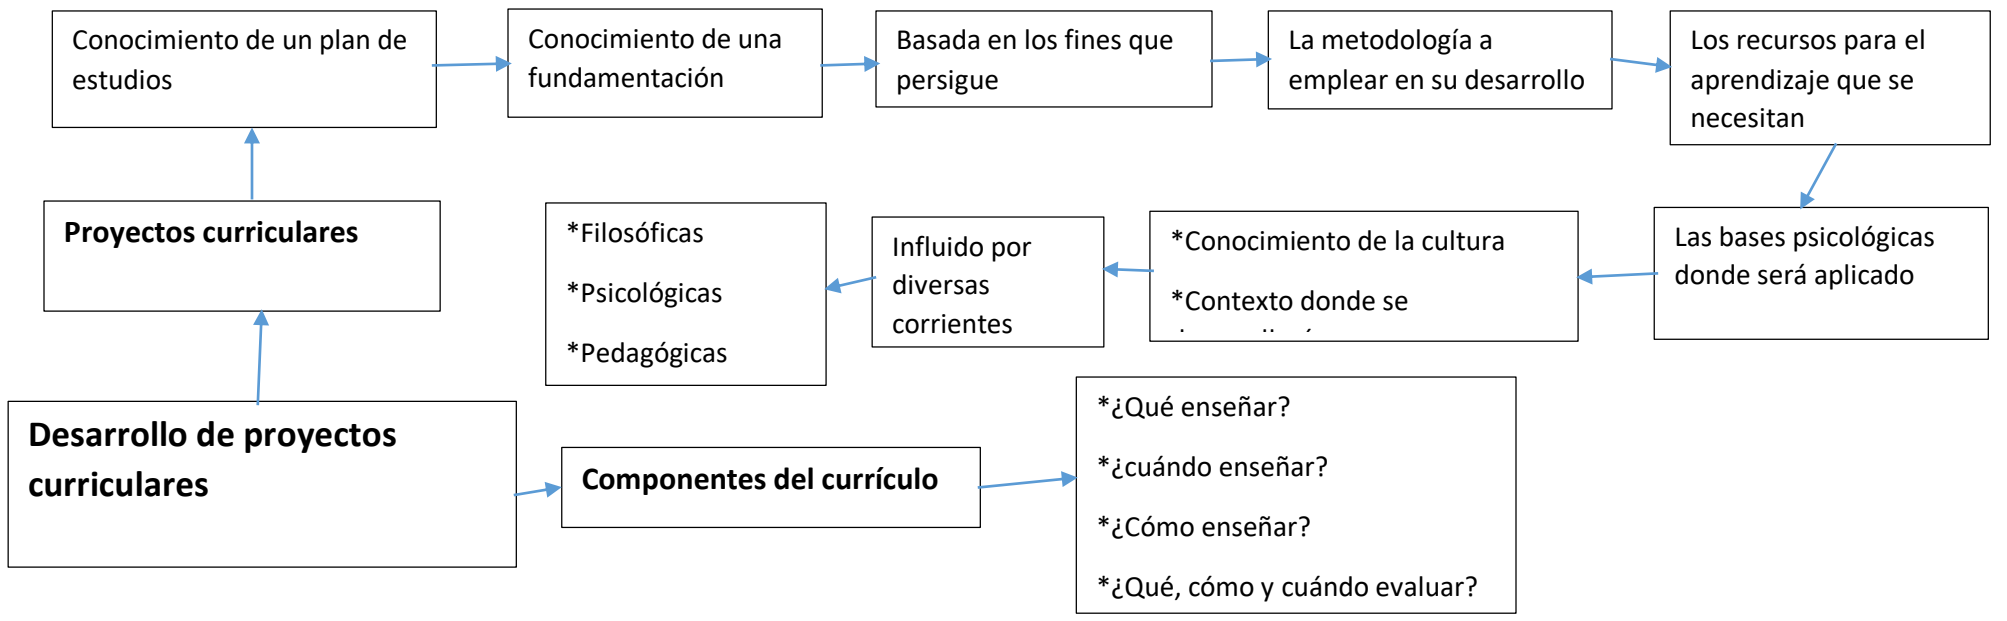 Conocimiento de un plan de
estudios
Conocimiento de una
fundamentación
Basada en los fines que
persigue
La metodología a
emplear en su desarrollo
Los recursos para el
aprendizaje que se
necesitan
Las bases psicológicas
donde será aplicado
*Conocimiento de la cultura
*Contexto donde se
Influido por
diversas
corrientes
*Filosóficas
*Psicológicas
*Pedagógicas
Proyectos curriculares
Desarrollo de proyectos
curriculares
Componentes del currículo
*¿Qué enseñar?
*¿cuándo enseñar?
*¿Cómo enseñar?
*¿Qué, cómo y cuándo evaluar?